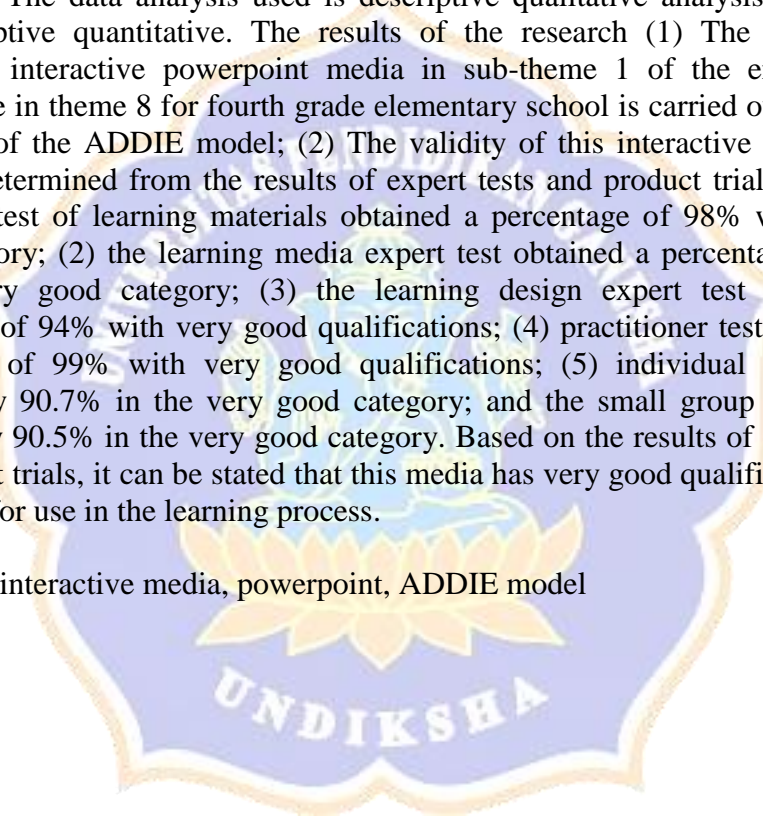 The data analysis used is descriptive qualitative analysis
ptive quantitative. The results of the research (1) The
interactive powerpoint media in sub-theme 1 of the e
e in theme 8 for fourth grade elementary school is carried o
of the ADDIE model; (2) The validity of this interactive
etermined from the results of expert tests and product trial
test of learning materials obtained a percentage of 98% v
ory; (2) the learning media expert test obtained a percenta
ry good category; (3) the learning design expert test
of 94% with very good qualifications; (4) practitioner test
of 99% with very good qualifications; (5) individual
y 90.7% in the very good category; and the small group
y 90.5% in the very good category. Based on the results of
t trials, it can be stated that this media has very good qualifi
for use in the learning process.
interactive media, powerpoint, ADDIE model
UNIVERSITAS PENDIDIKAN GANESHA
UNDIKSHA